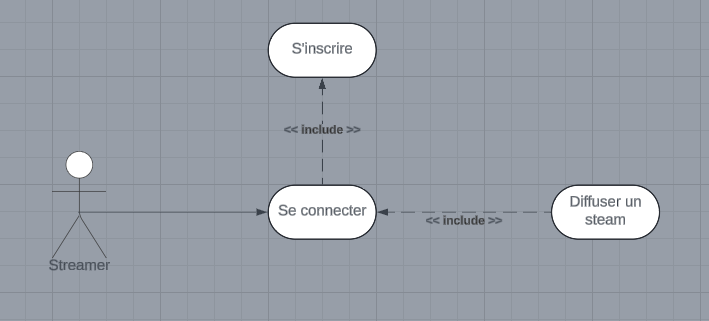 S'inscrire
<< include >>
Se connecter
Diffuser un
steam
<< include >>
Streamer